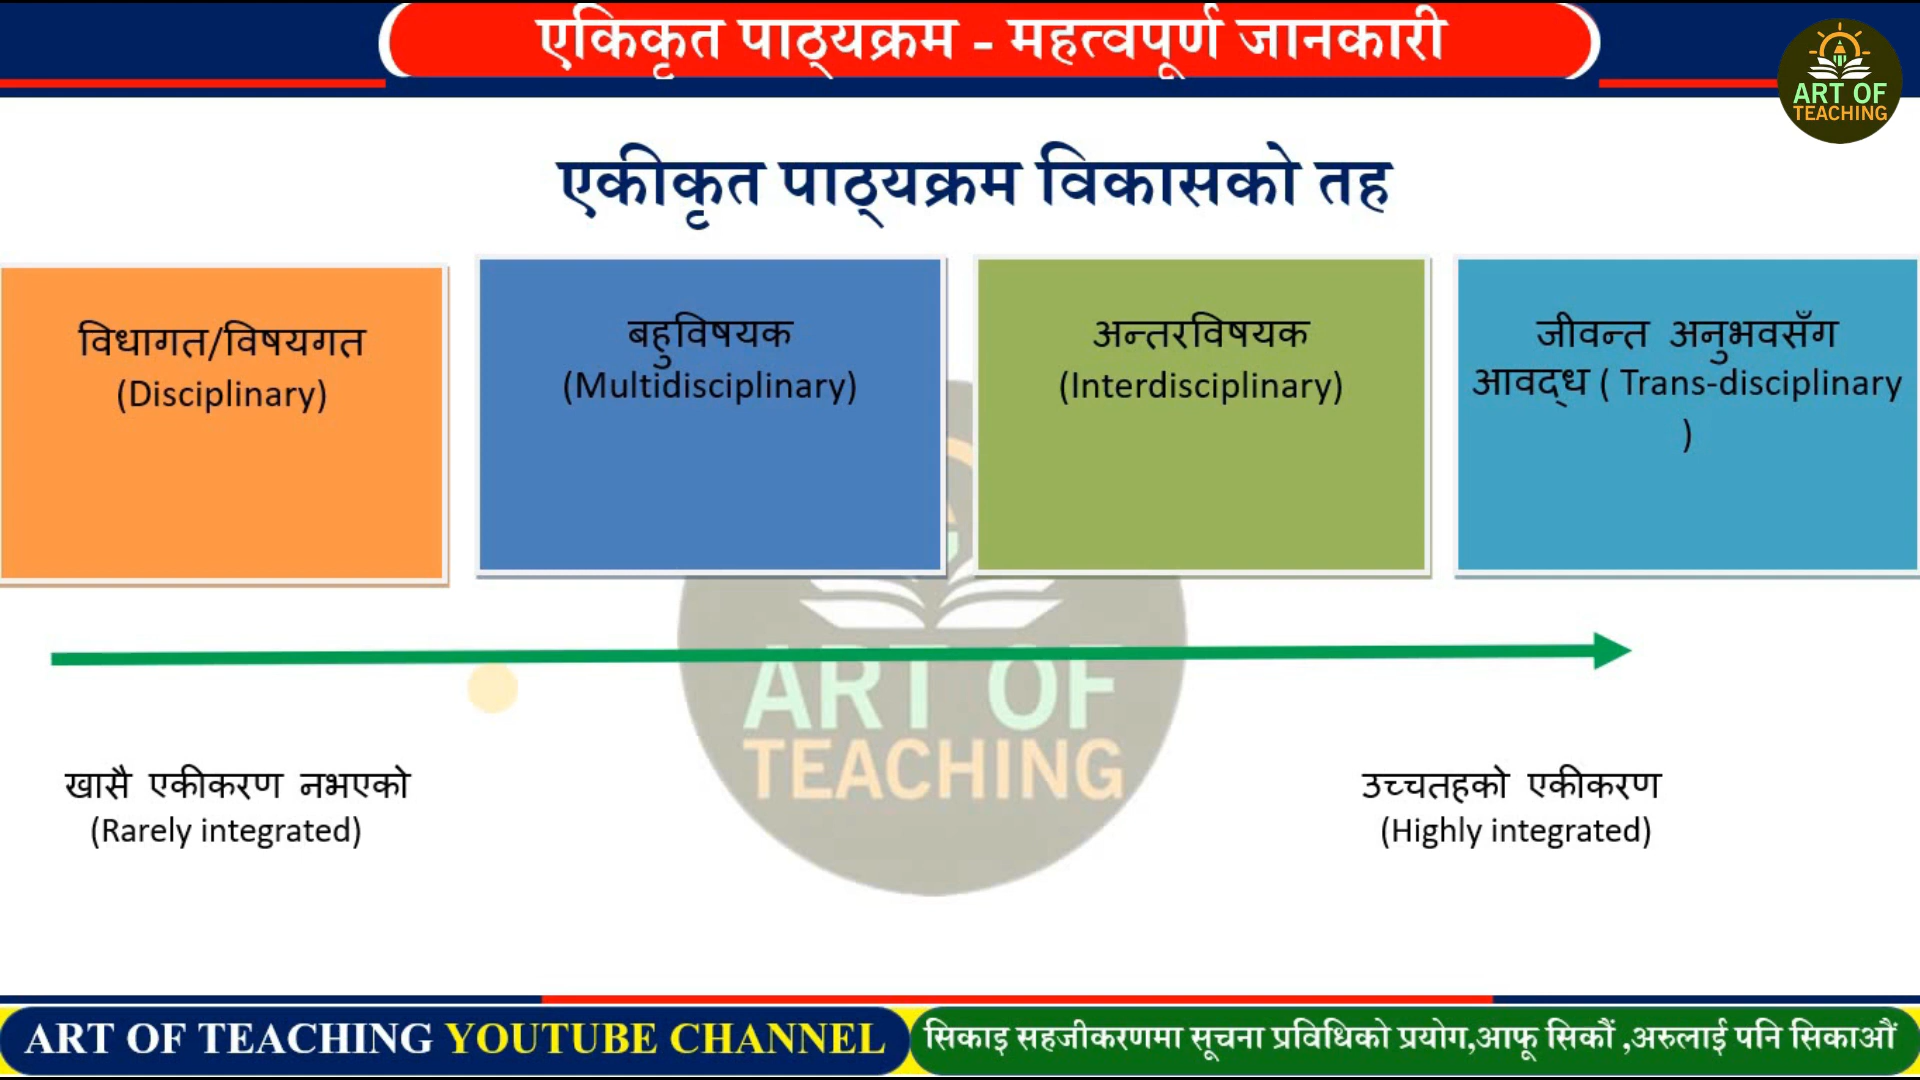 एकिकृत पाठ्यक्रम - महत्वपूर्ण जानकारी
ART OF
TEACHING
एकीकृत पाठ्यक्रम विकासको तह
विधागत/विषयगत
(Disciplinary)
बहुविषयक
(Multidisciplinary)
अन्तरविषयक
(Interdisciplinary)
जीवन्त अनुभवसँग
आवद्ध ( Trans-disciplinary
)
ART OF
TEACHING
खासै एकीकरण नभएको
(Rarely integrated)
उच्चतहको एकीकरण
(Highly integrated)
ART OF TEACHING YOUTUBE CHANNEL
सिकाइ सहजीकरणमा सूचना प्रविधिको प्रयोग,आफू सिकौं ,अरुलाई पनि सिकाऔं